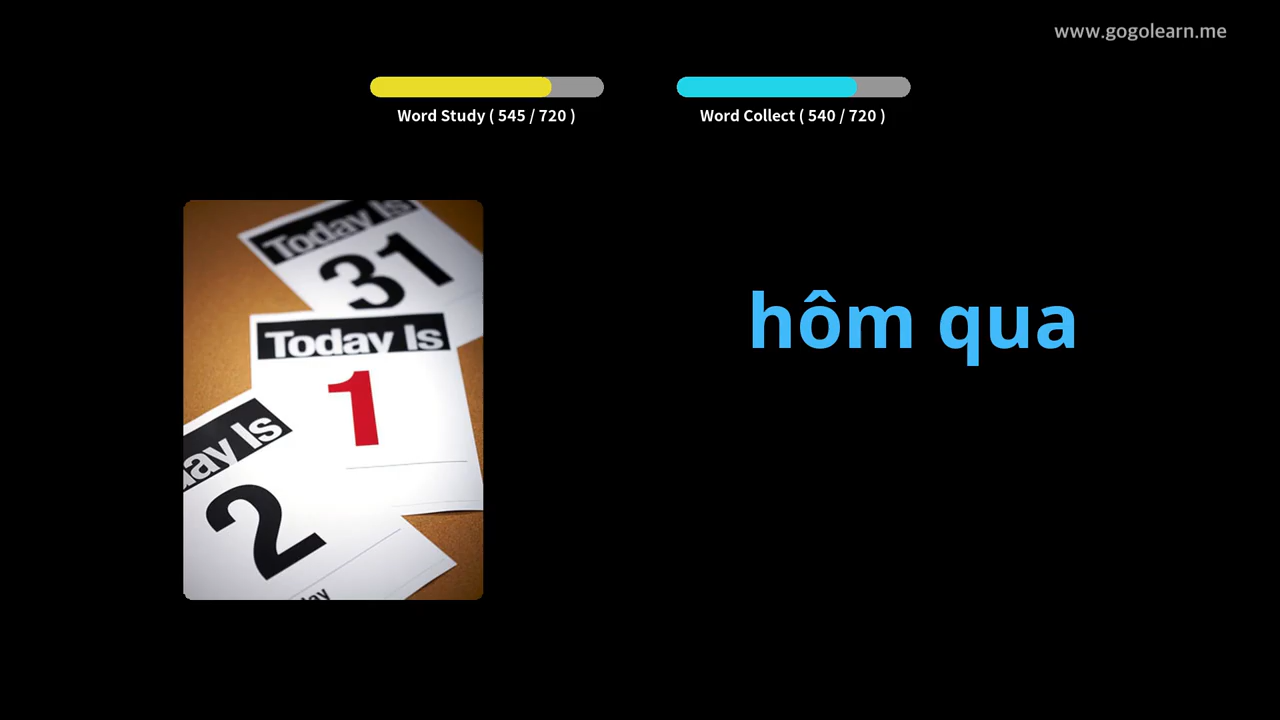 www.gogolearn.me
Word Study ( 545 / 720 )
Word Collect ( 540 / 720 )
Today Is
31
Today Is
1
ay Is
2
ay
hôm qua